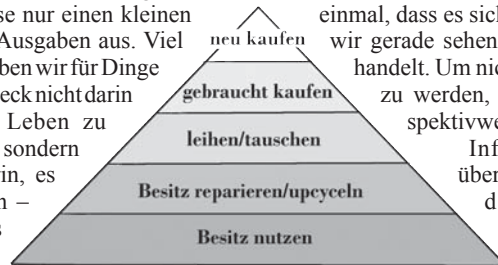 se nur einen kleinen
Ausgaben aus. Viel
ben wir für Dinge
eck nicht darin
Leben zu
sondern
in, es
n –
s
neu kaufen
gebraucht kaufen
leihen/tauschen
Besitz reparieren/upcyceln
Besitz nutzen
einmal, dass es sich
wir gerade sehen
handelt. Um nic
zu werden,
spektivwe
Inf
über
d